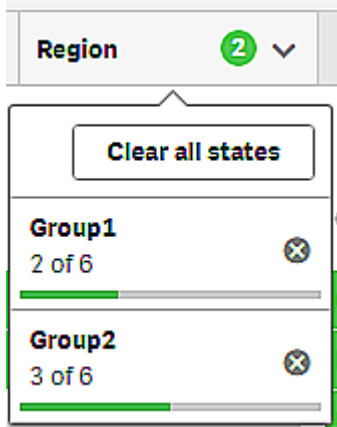 Region 2
Clear all states
Group1
2 of 6
Group2
3 of 6